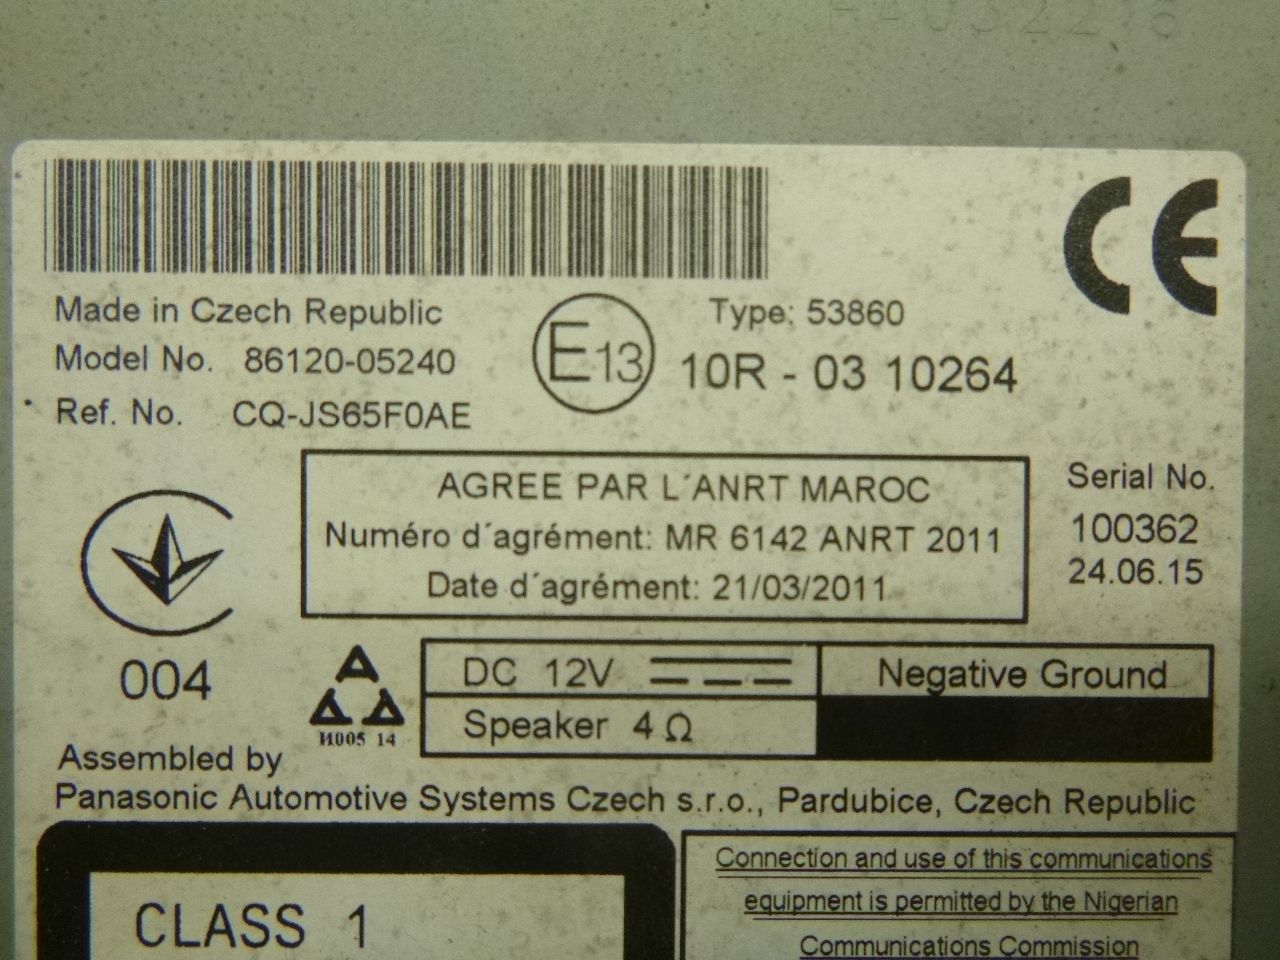 CE
Made in Czech Republic
Model No. 86120-05240
Ref. No. CQ-JS65F0AE
E13
Type: 53860
10R - 03 10264
AGREE PAR L´ANRT MAROC
Numéro d´agrément: MR 6142 ANRT 2011
Date d´agrément: 21/03/2011
Serial No.
100362
24.06.15
004
И005 14
DC 12V
Negative Ground
Speaker 4 Ω
Assembled by
Panasonic Automotive Systems Czech s.r.o., Pardubice, Czech Republic
CLASS 1
Connection and use of this communications
equipment is permitted by the Nigerian
Communications Commission